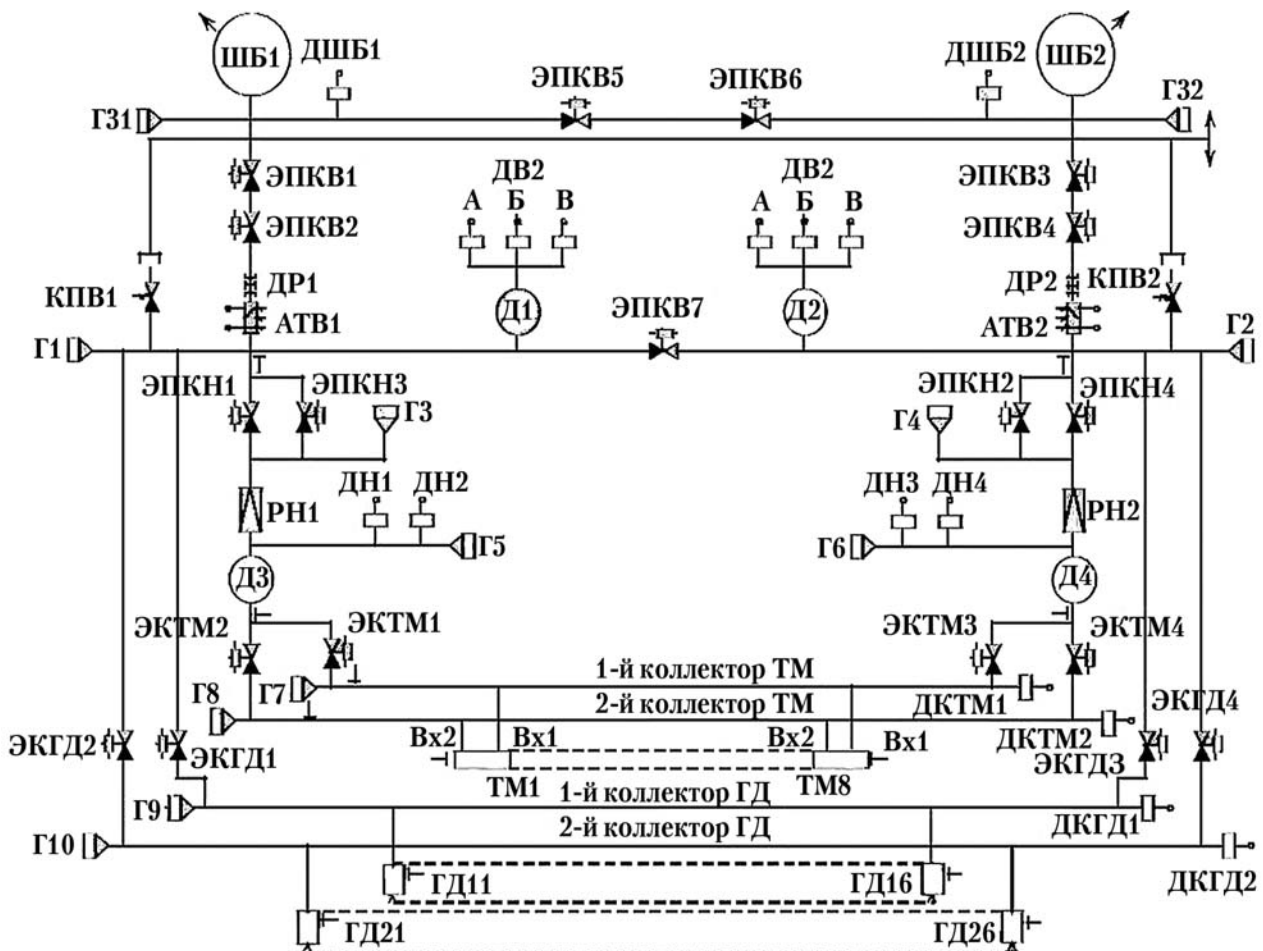 ШБ1 ДШБ1 ДШБ2 ШБ2
ЭПКВ5 ЭПКВ6
Г31 Г32
ЭПКВ1 ДВ2 ДВ2 ЭПКВ3
А Б В А Б В
ЭПКВ2 ЭПКВ4
КПВ1 ДР1 ДР2 КПВ2
Д1 ЭПКВ7 Д2
АТВ1 АТВ2
Г1 Г2
ЭПКН1 ЭПКН3 ЭПКН2 ЭПКН4
Г3 Г4
ДН1 ДН2 ДН3 ДН4
РН1 РН2
Г5 Г6
Д3 Д4
ЭКТМ2 ЭКТМ1 ЭКТМ3 ЭКТМ4
1-й коллектор ТМ
Г8 Г7 2-й коллектор ТМ ДКТМ1 ЭКГД4
ЭКГД2 ЭКГД1 Вх2 Вх1 Вх2 Вх1 ДКТМ2
ЭКГД3
ТМ1 ТМ8
1-й коллектор ГД
Г9 ДКГД1
2-й коллектор ГД
Г10
ГД11 ГД16 ДКГД2
ГД21 ГД26